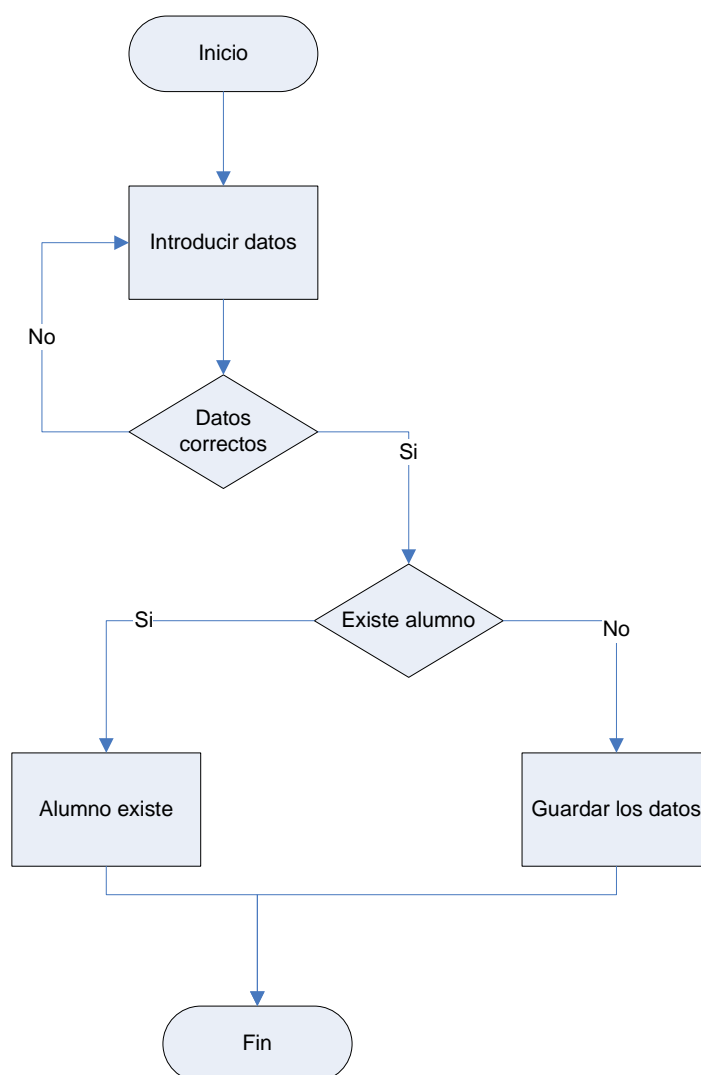 Inicio
Introducir datos
No
Datos
correctos
Si
Existe alumno
Si
No
Alumno existe
Guardar los datos
Fin